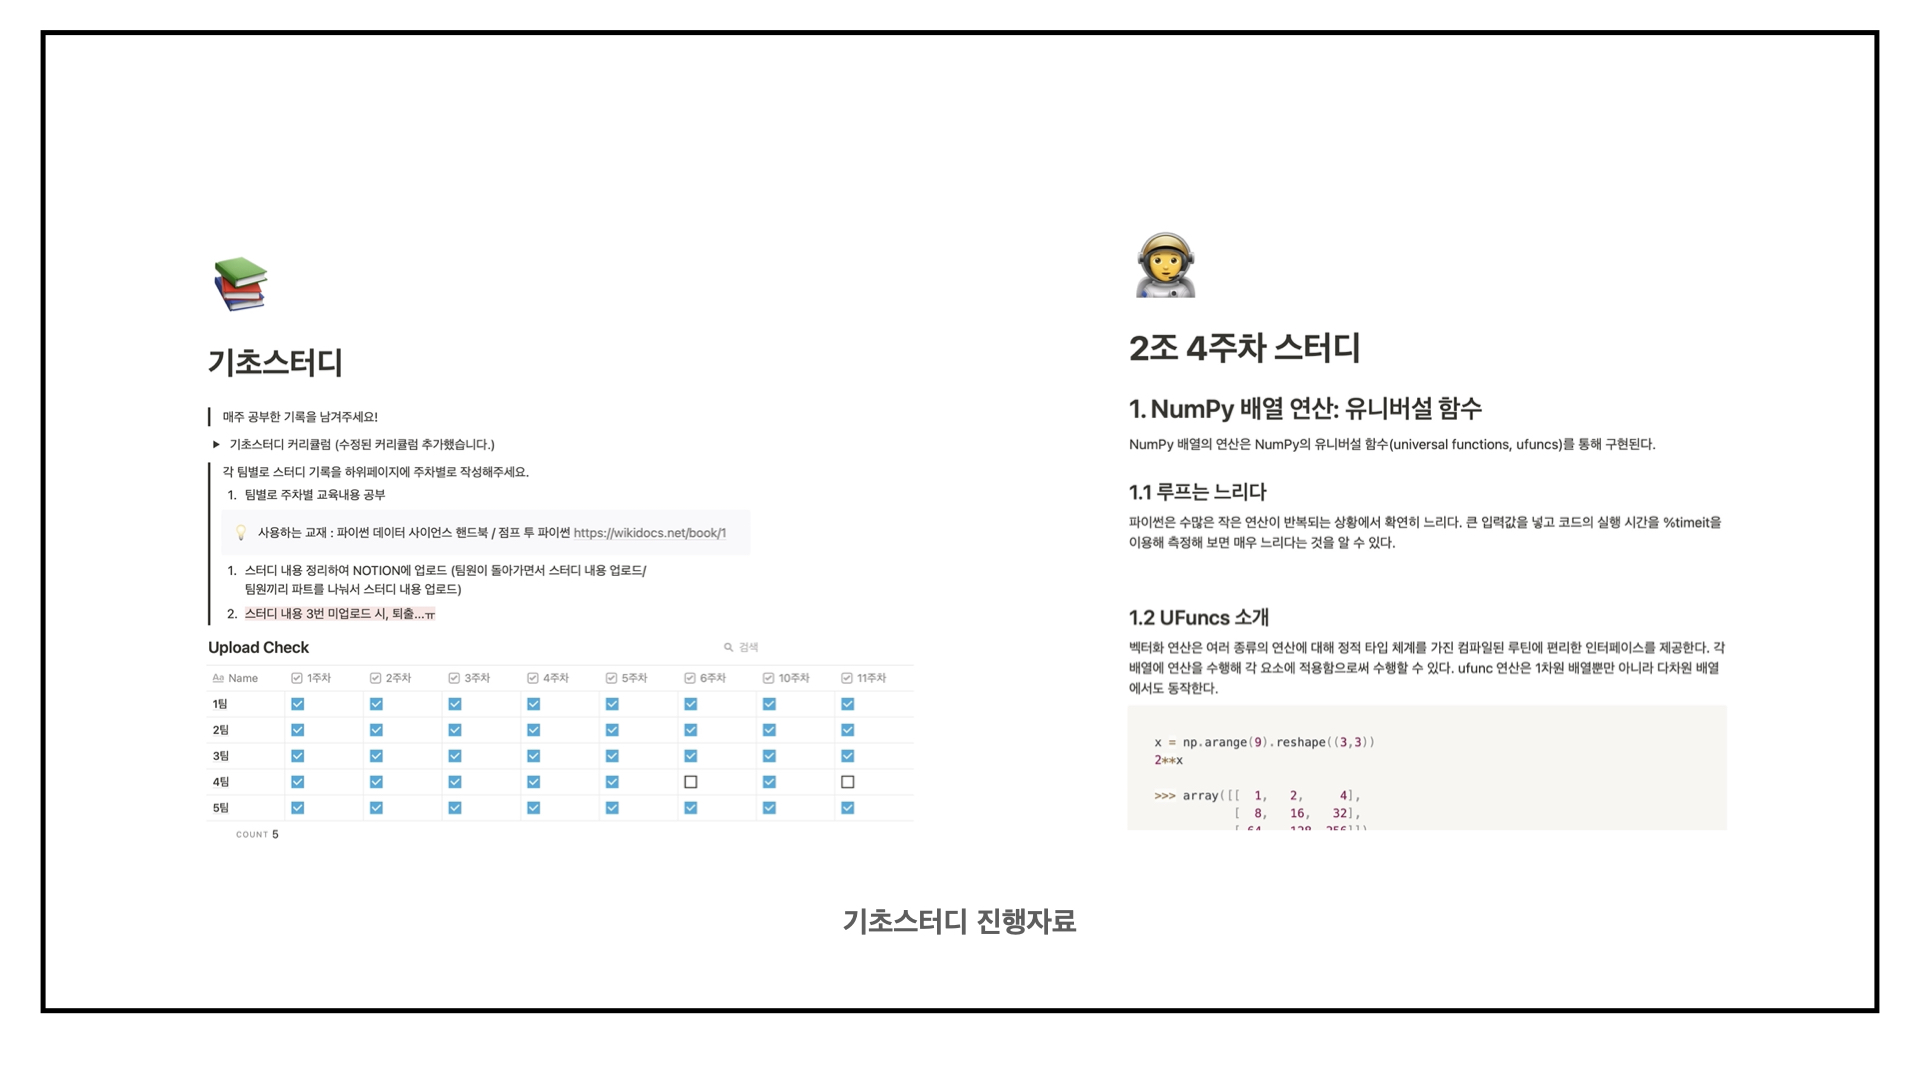 기초스터디
매주 공부한 기록을 남겨주세요!
기초스터디 커리큘럼 (수정된 커리큘럼 추가했습니다.)
각 팀별로 스터디 기록을 하위페이지에 주차별로 작성해주세요.
1. 팀별로 주차별 교육내용 공부
사용하는 교재 : 파이썬 데이터 사이언스 핸드북 / 점프 투 파이썬 https://wikidocs.net/book/1
1. 스터디 내용 정리하여 NOTION에 업로드 (팀원이 돌아가면서 스터디 내용 업로드/
팀원끼리 파트를 나눠서 스터디 내용 업로드)
2. 스터디 내용 3번 미업로드 시, 퇴출...ㅠ
Upload Check 검색
Aa Name 1주차 2주차 3주차 4주차 5주차 6주차 10주차 11주차
1팀
2팀
3팀
4팀
5팀
COUNT 5
2조 4주차 스터디
1. NumPy 배열 연산: 유니버설 함수
NumPy 배열의 연산은 NumPy의 유니버설 함수(universal functions, ufuncs)를 통해 구현된다.
1.1 루프는 느리다
파이썬은 수많은 작은 연산이 반복되는 상황에서 확연히 느리다. 큰 입력값을 넣고 코드의 실행 시간을 %timeit을
이용해 측정해 보면 매우 느리다는 것을 알 수 있다.
1.2 UFuncs 소개
벡터화 연산은 여러 종류의 연산에 대해 정적 타입 체계를 가진 컴파일된 루틴에 편리한 인터페이스를 제공한다. 각
배열에 연산을 수행해 각 요소에 적용함으로써 수행할 수 있다. ufunc 연산은 1차원 배열뿐만 아니라 다차원 배열
에서도 동작한다.
x = np.arange(9).reshape((3,3))
2**x
>>> array([[ 1, 2, 4],
[ 8, 16, 32],
[ 64, 128, 256]])
기초스터디 진행자료